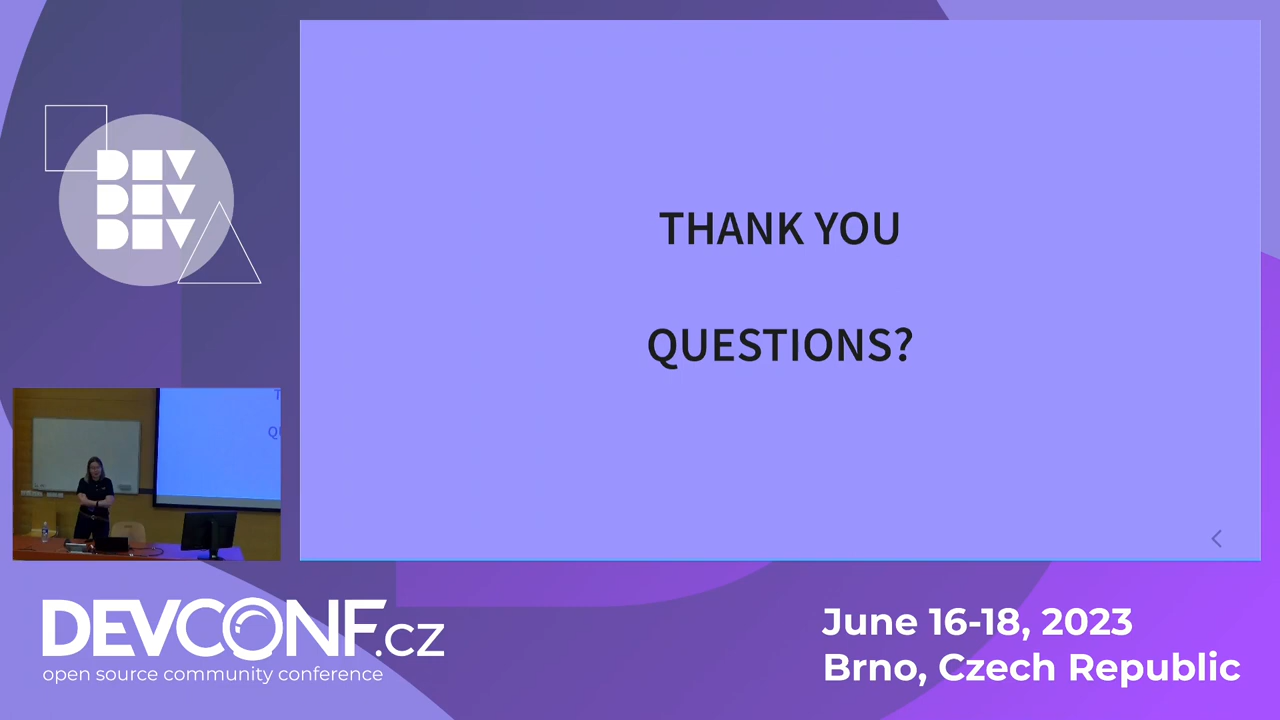 DEV
DEV
DEV
THANK YOU
QUESTIONS?
DEVCONF.cz
open source community conference
June 16-18, 2023
Brno, Czech Republic